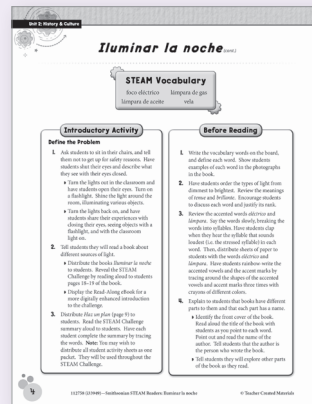 Unit 2: History & Culture
Iluminar la noche (cont.)
STEAM Vocabulary
foco eléctrico lámpara de gas
lámpara de aceite vela
Introductory Activity
Define the Problem
1. Ask students to sit in their chairs, and tell
them not to get up for safety reasons. Have
students shut their eyes and describe what
they see with their eyes closed.
Turn the lights out in the classroom and
have students open their eyes. Turn on
a flashlight. Shine the light around the
room, illuminating various objects.
Turn the lights back on, and have
students share their experiences with
closing their eyes, seeing objects with a
flashlight, and with the classroom
light on.
2. Tell students they will read a book about
different sources of light.
Distribute the books Iluminar la noche
to students. Reveal the STEAM
Challenge by reading aloud to students
pages 18–19 of the book.
Display the Read-Along eBook for a
more digitally enhanced introduction
to the challenge.
3. Distribute Haz un plan (page 9) to
students. Read the STEAM Challenge
summary aloud to students. Have each
student complete the summary by tracing
the words. Note: You may wish to
distribute all student activity sheets as one
packet. They will be used throughout the
STEAM Challenge.
Before Reading
1. Write the vocabulary words on the board,
and define each word. Show students
examples of each word in the photographs
in the book.
2. Have students order the types of light from
dimmest to brightest. Review the meanings
of tenue and brillante. Encourage students
to discuss each word and justify its rank.
3. Review the accented words eléctrico and
lámpara. Say the words slowly, breaking the
words into syllables. Have students clap
when they hear the syllable that sounds
loudest (i.e. the stressed syllable) in each
word. Then, distribute sheets of paper to
students with the words eléctrico and
lámpara. Have students rainbow write the
accented vowels and the accent marks by
tracing around the shapes of the accented
vowels and accent marks three times with
crayons of different colors.
4. Explain to students that books have different
parts to them and that each part has a name.
Identify the front cover of the book.
Read aloud the title of the book with
students as you point to each word.
Point out and read the name of the
author. Tell students that the author is
the person who wrote the book.
Tell students they will explore other parts
of the book as they read.
4
© Teacher Created Materials